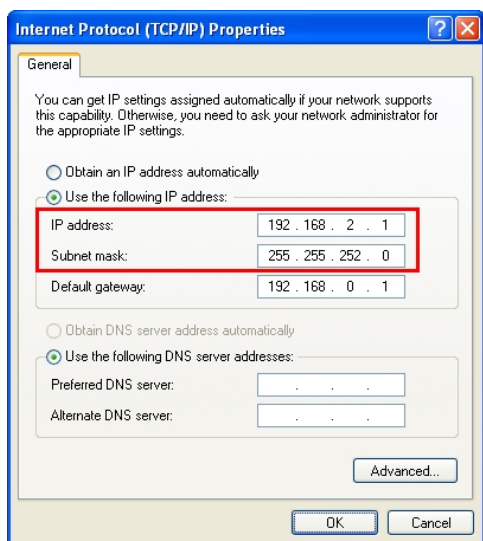 Internet Protocol (TCP/IP) Properties
General
You can get IP settings assigned automatically if your network supports
this capability. Otherwise, you need to ask your network administrator for
the appropriate IP settings.
Obtain an IP address automatically
Use the following IP address:
IP address: 192 . 168 . 2 . 1
Subnet mask: 255 . 255 . 252 . 0
Default gateway: 192 . 168 . 0 . 1
Obtain DNS server address automatically
Use the following DNS server addresses:
Preferred DNS server: . . .
Alternate DNS server: . . .
Advanced...
OK Cancel